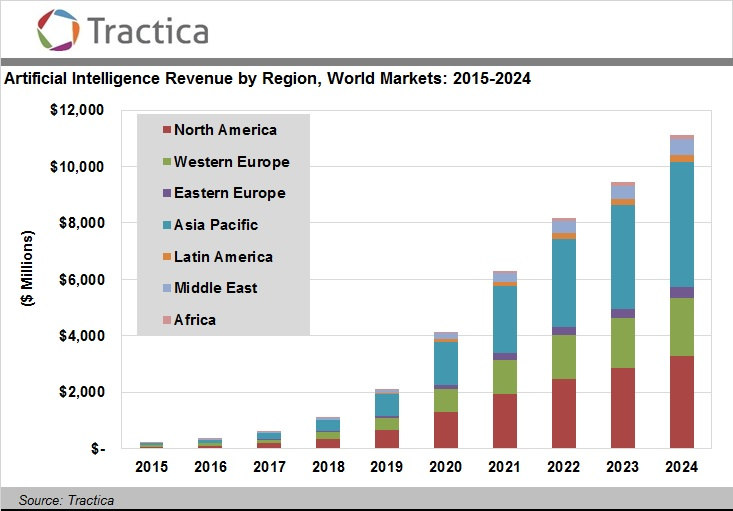 Tractica
Artificial Intelligence Revenue by Region, World Markets: 2015-2024
($ Millions)
$12,000
$10,000
$8,000
$6,000
$4,000
$2,000
$-
North America
Western Europe
Eastern Europe
Asia Pacific
Latin America
Middle East
Africa
2015 2016 2017 2018 2019 2020 2021 2022 2023 2024
Source: Tractica